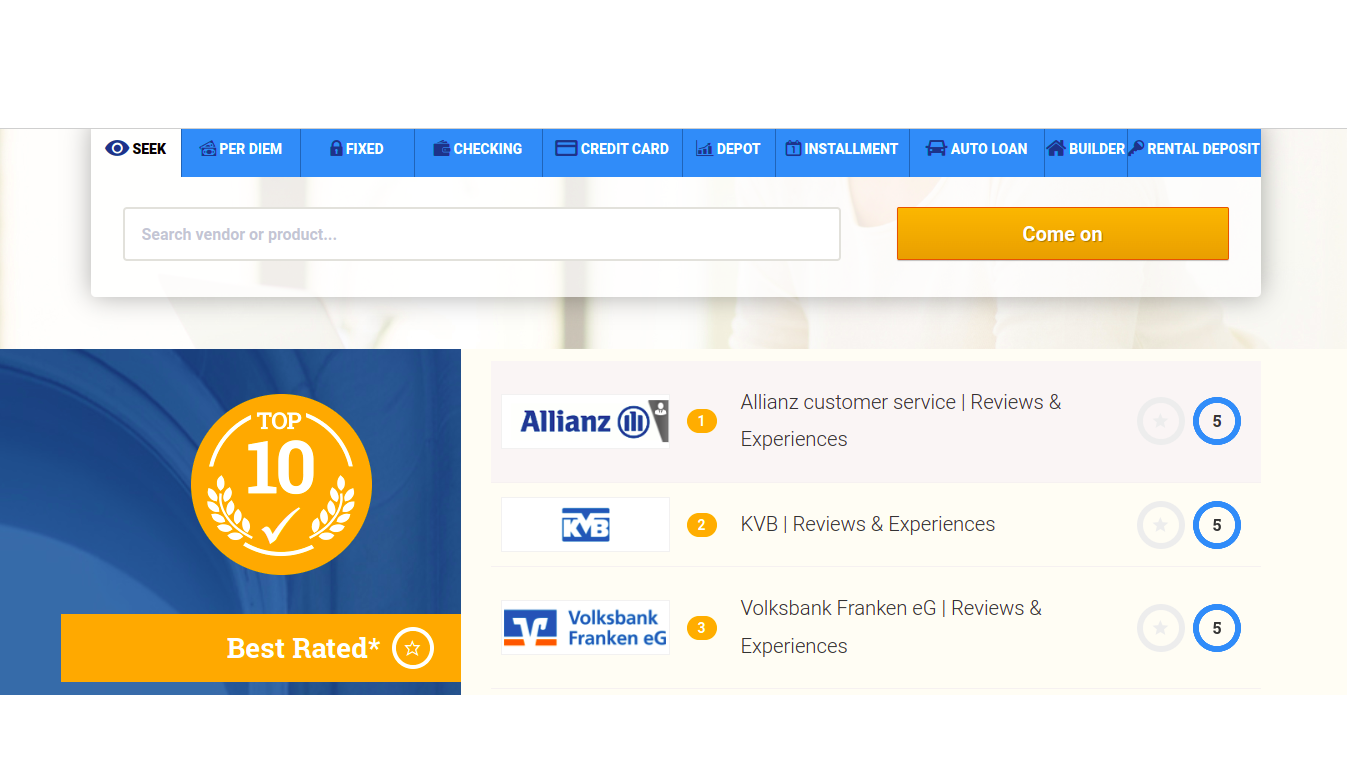 SEEK PER DIEM FIXED CHECKING CREDIT CARD DEPOT 1 INSTALLMENT AUTO LOAN BUILDER RENTAL DEPOSIT
Search vendor or product... Come on
TOP
10
Best Rated*
Allianz 1 Allianz customer service | Reviews &
Experiences 5
KVB 2 KVB | Reviews & Experiences 5
Volksbank
Franken eG 3 Volksbank Franken eG | Reviews &
Experiences 5